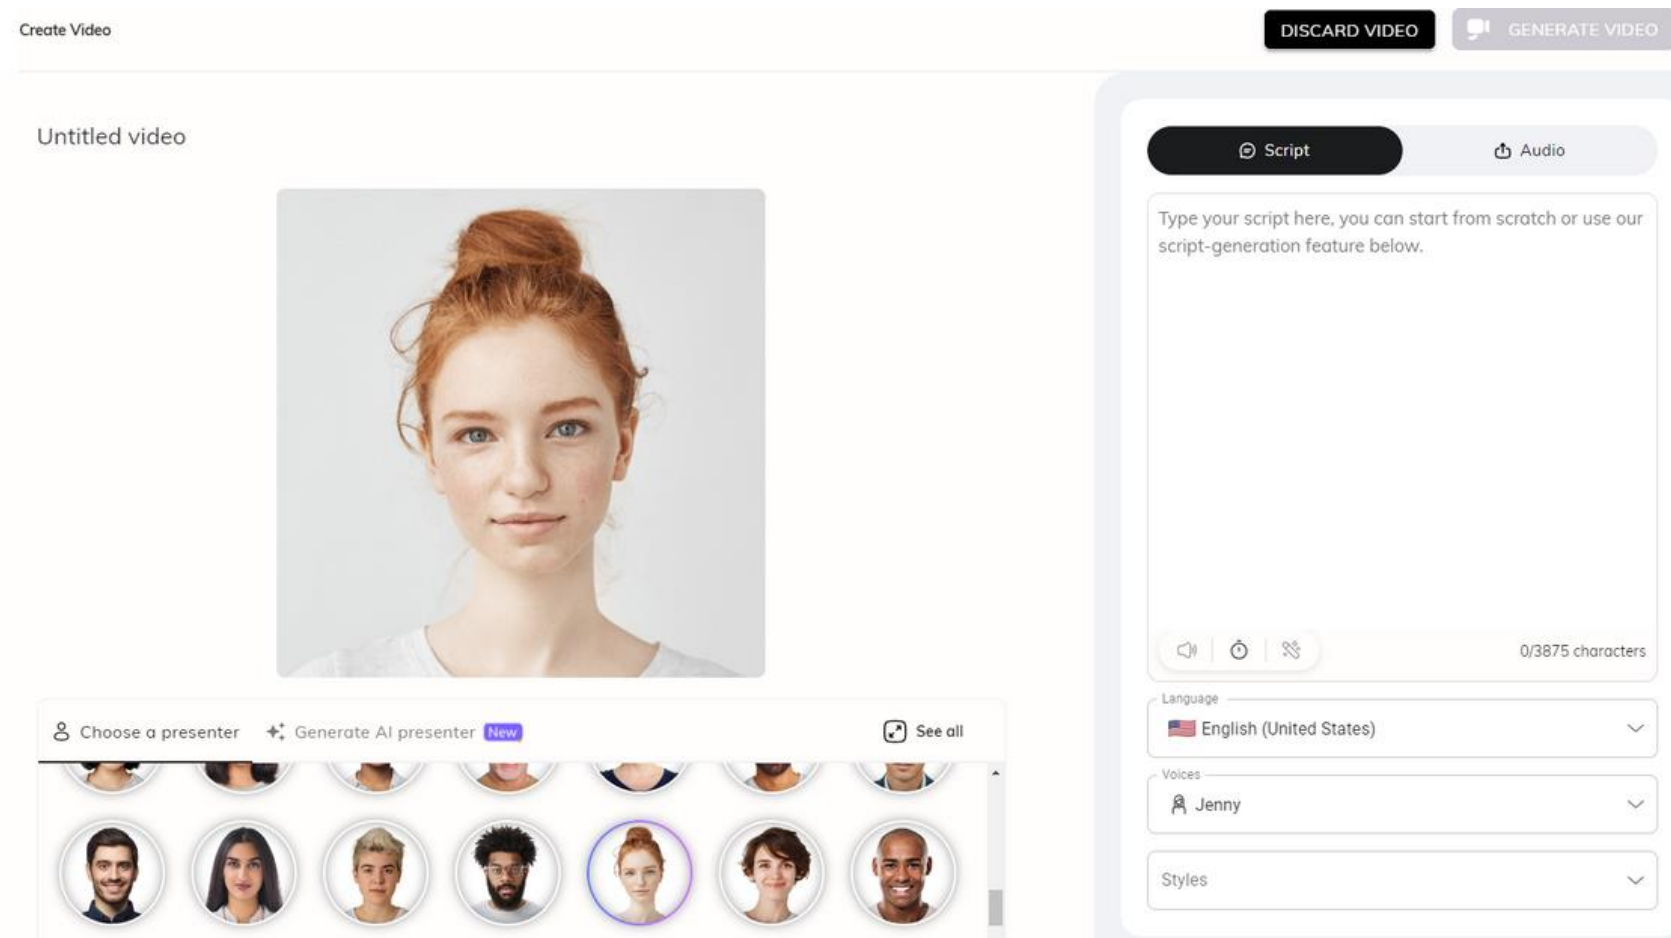 Create Video
DISCARD VIDEO
GENERATE VIDEO
Untitled video
Script
Audio
Type your script here, you can start from scratch or use our
script-generation feature below.
0/3875 characters
Choose a presenter
Generate AI presenter New
See all
Language
English (United States)
Voices
Jenny
Styles